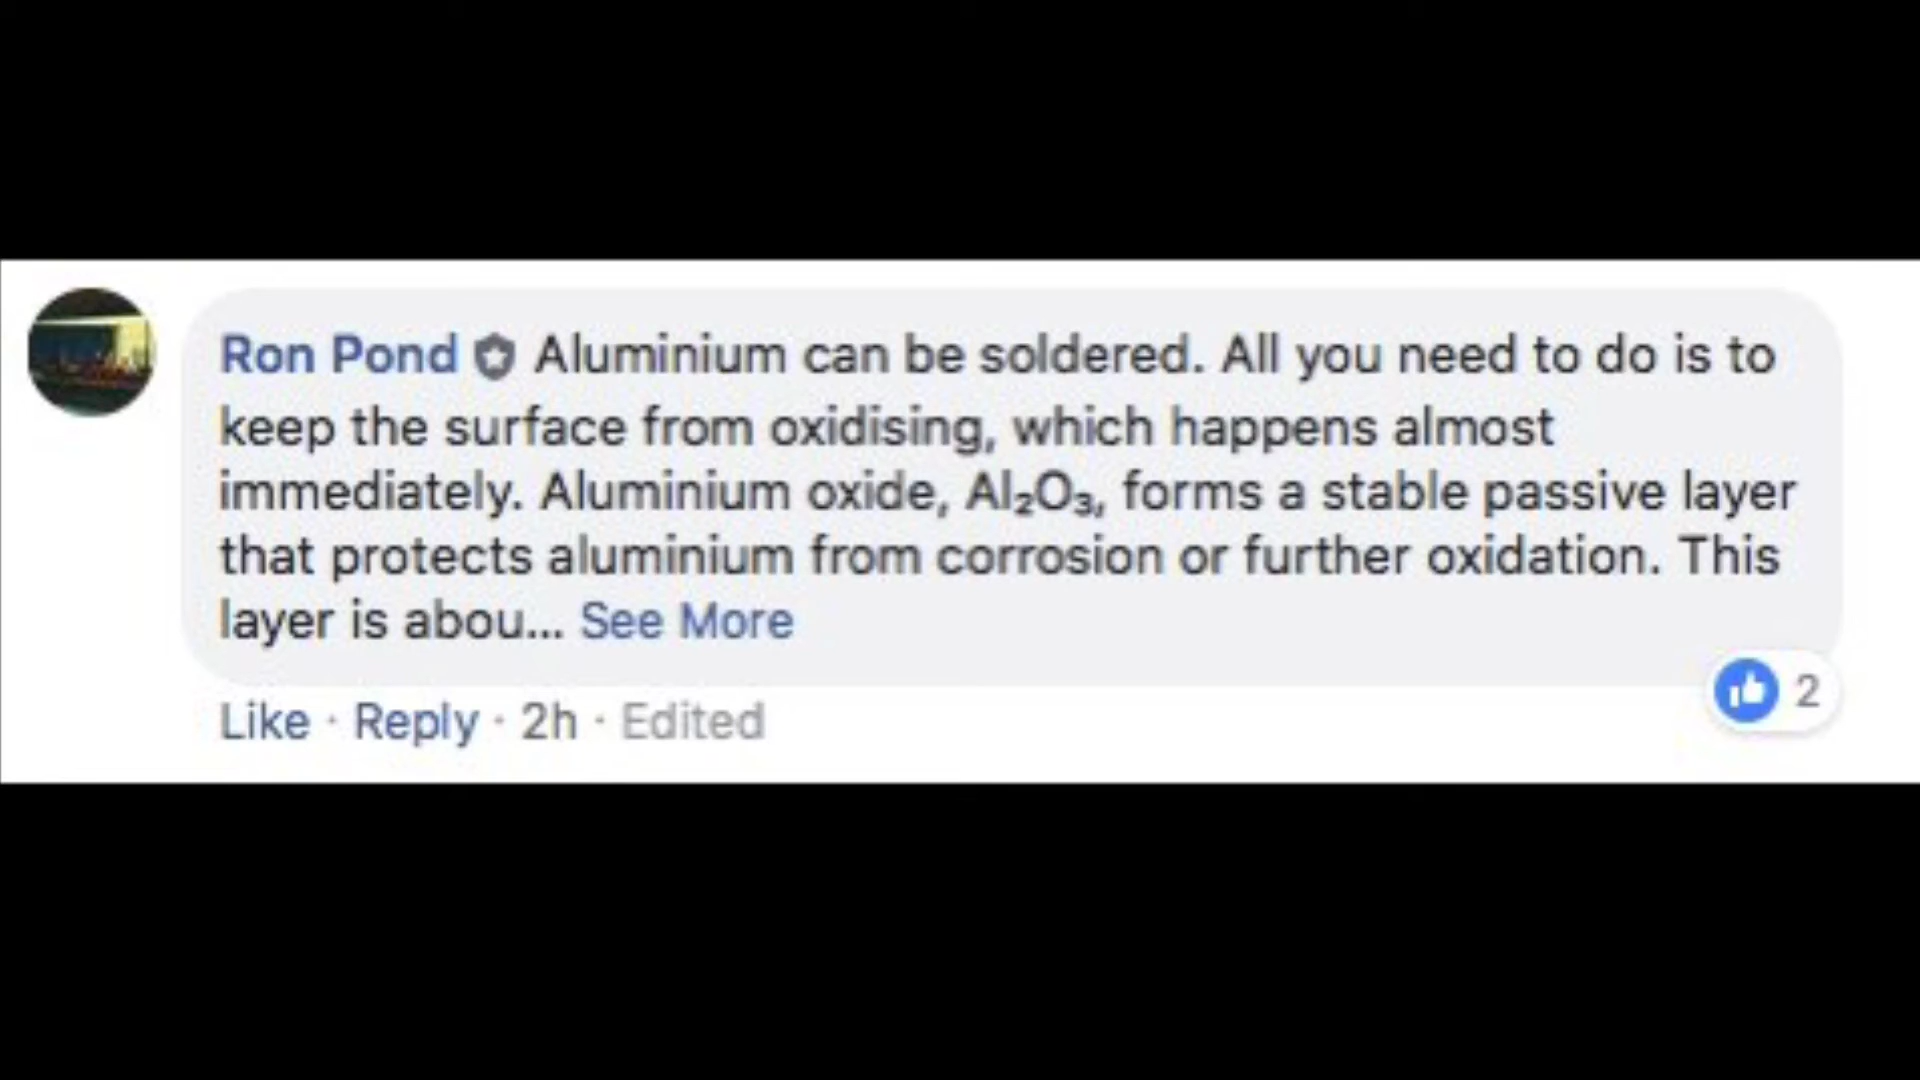 Ron Pond Aluminium can be soldered. All you need to do is to
keep the surface from oxidising, which happens almost
immediately. Aluminium oxide, Al₂O₃, forms a stable passive layer
that protects aluminium from corrosion or further oxidation. This
layer is abou... See More
2
Like · Reply · 2h · Edited